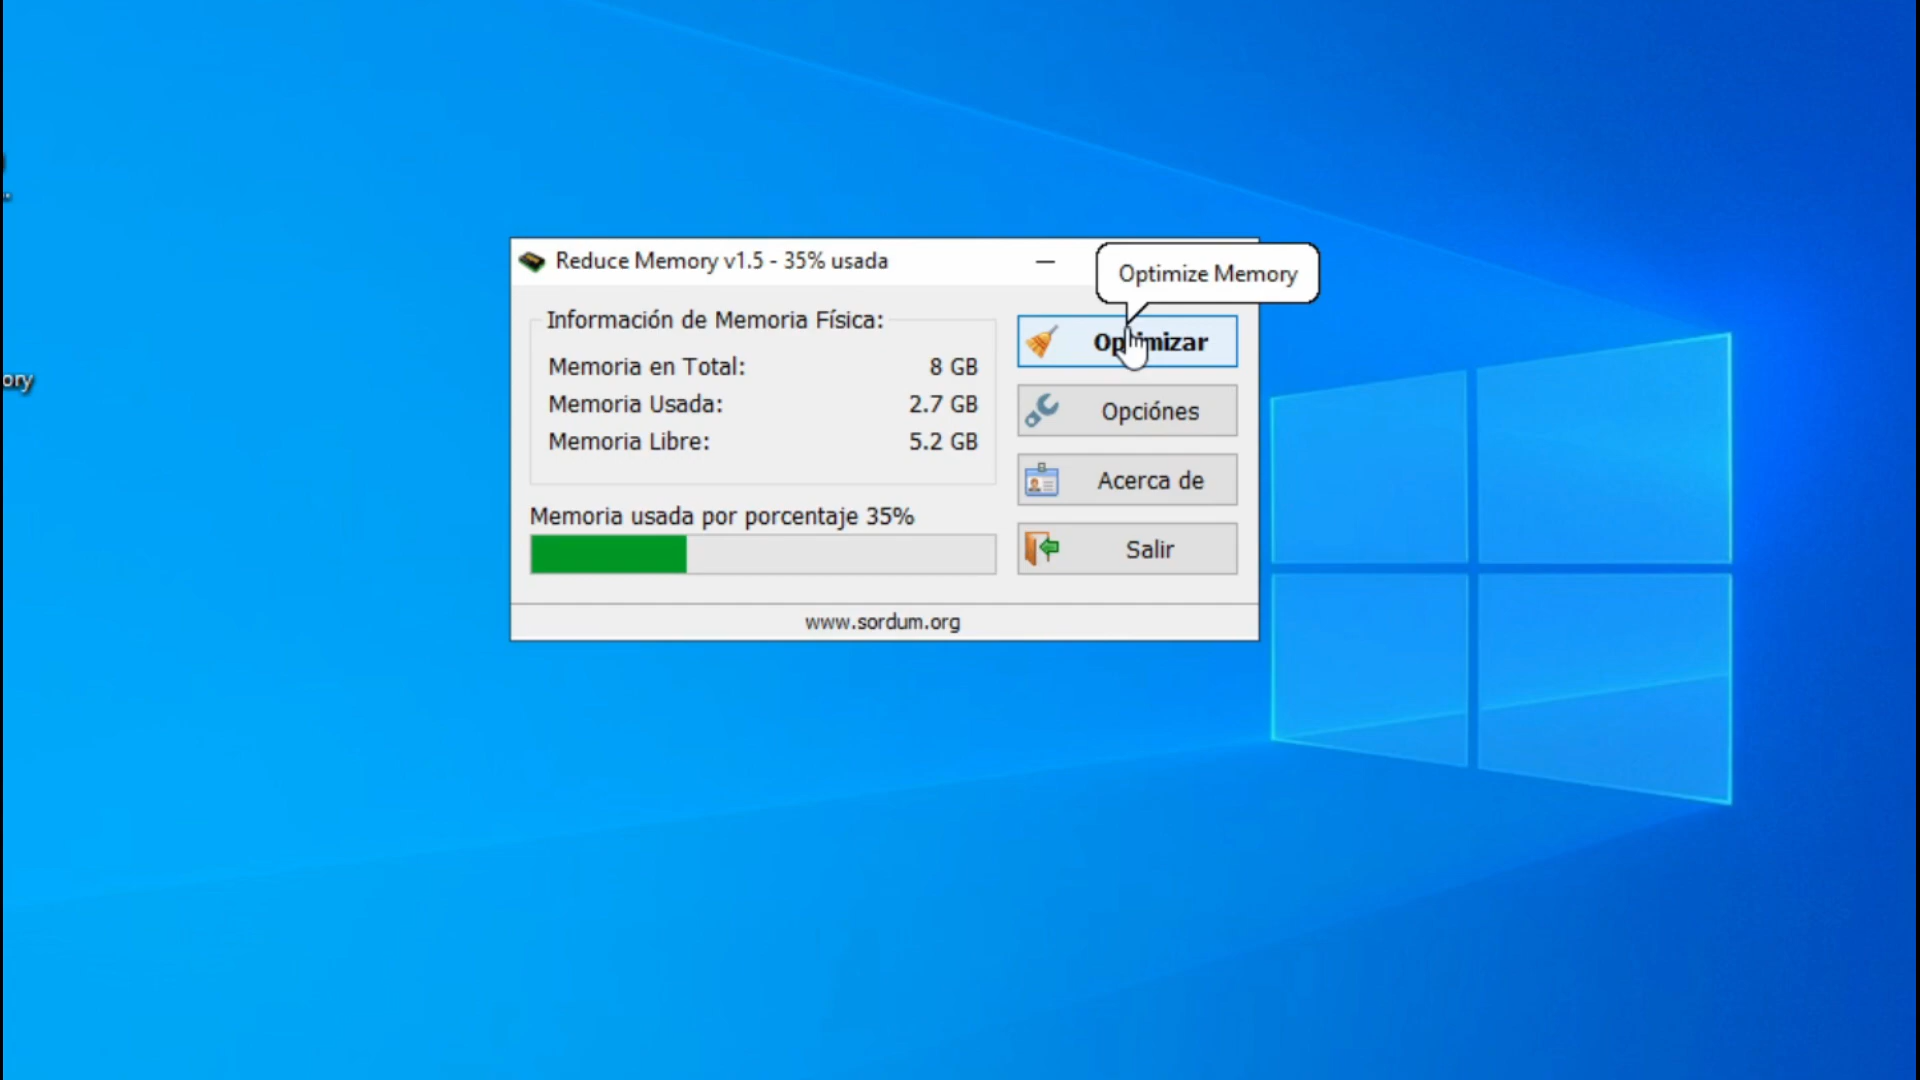 Reduce Memory v1.5 - 35% usada
Optimize Memory
Información de Memoria Física:
Memoria en Total: 8 GB
Memoria Usada: 2.7 GB
Memoria Libre: 5.2 GB
Memoria usada por porcentaje 35%
Optimizar
Opciónes
Acerca de
Salir
www.sordum.org
ory